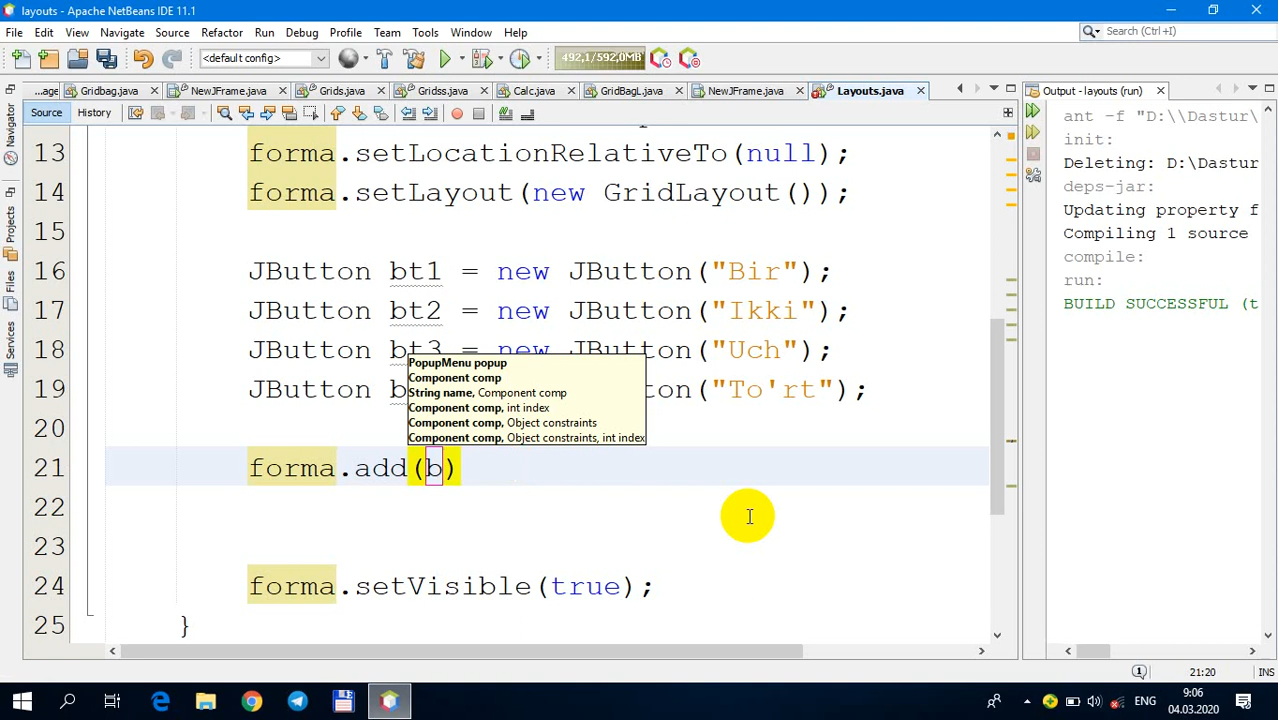 layouts - Apache NetBeans IDE 11.1
File Edit View Navigate Source Refactor Run Debug Profile Team Tools Window Help
Search (Ctrl+I)
<default config>
492,1/592,0MB
...age Gridbag.java NewJFrame.java Grids.java Gridss.java Calc.java GridBagL.java NewJFrame.java Layouts.java
Output - layouts (run)
Source History
Navigator
Projects
Files
Services
13 forma.setLocationRelativeTo(null);
14 forma.setLayout(new GridLayout());
15
16 JButton bt1 = new JButton("Bir");
17 JButton bt2 = new JButton("Ikki");
18 JButton bt3 = new JButton("Uch");
19 JButton b ton("To'rt");
PopupMenu popup
Component comp
String name, Component comp
Component comp, int index
Component comp, Object constraints
Component comp, Object constraints, int index
20
21 forma.add(b)
22
23
24 forma.setVisible(true);
25 }
ant -f "D:\\Dastur\
init:
Deleting: D:\Dastur
deps-jar:
Updating property f
Compiling 1 source
compile:
run:
BUILD SUCCESSFUL (t
1
21:20
INS
ENG
9:06
04.03.2020